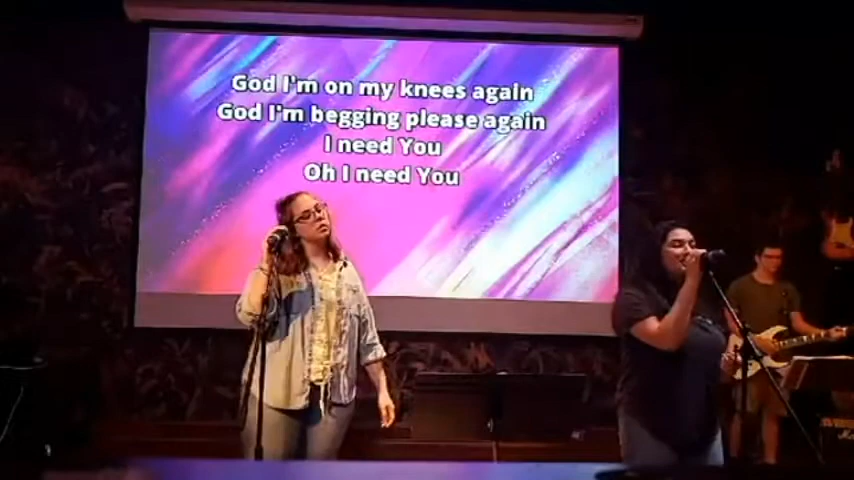 God I'm on my knees again
God I'm begging please again
I need You
Oh I need You